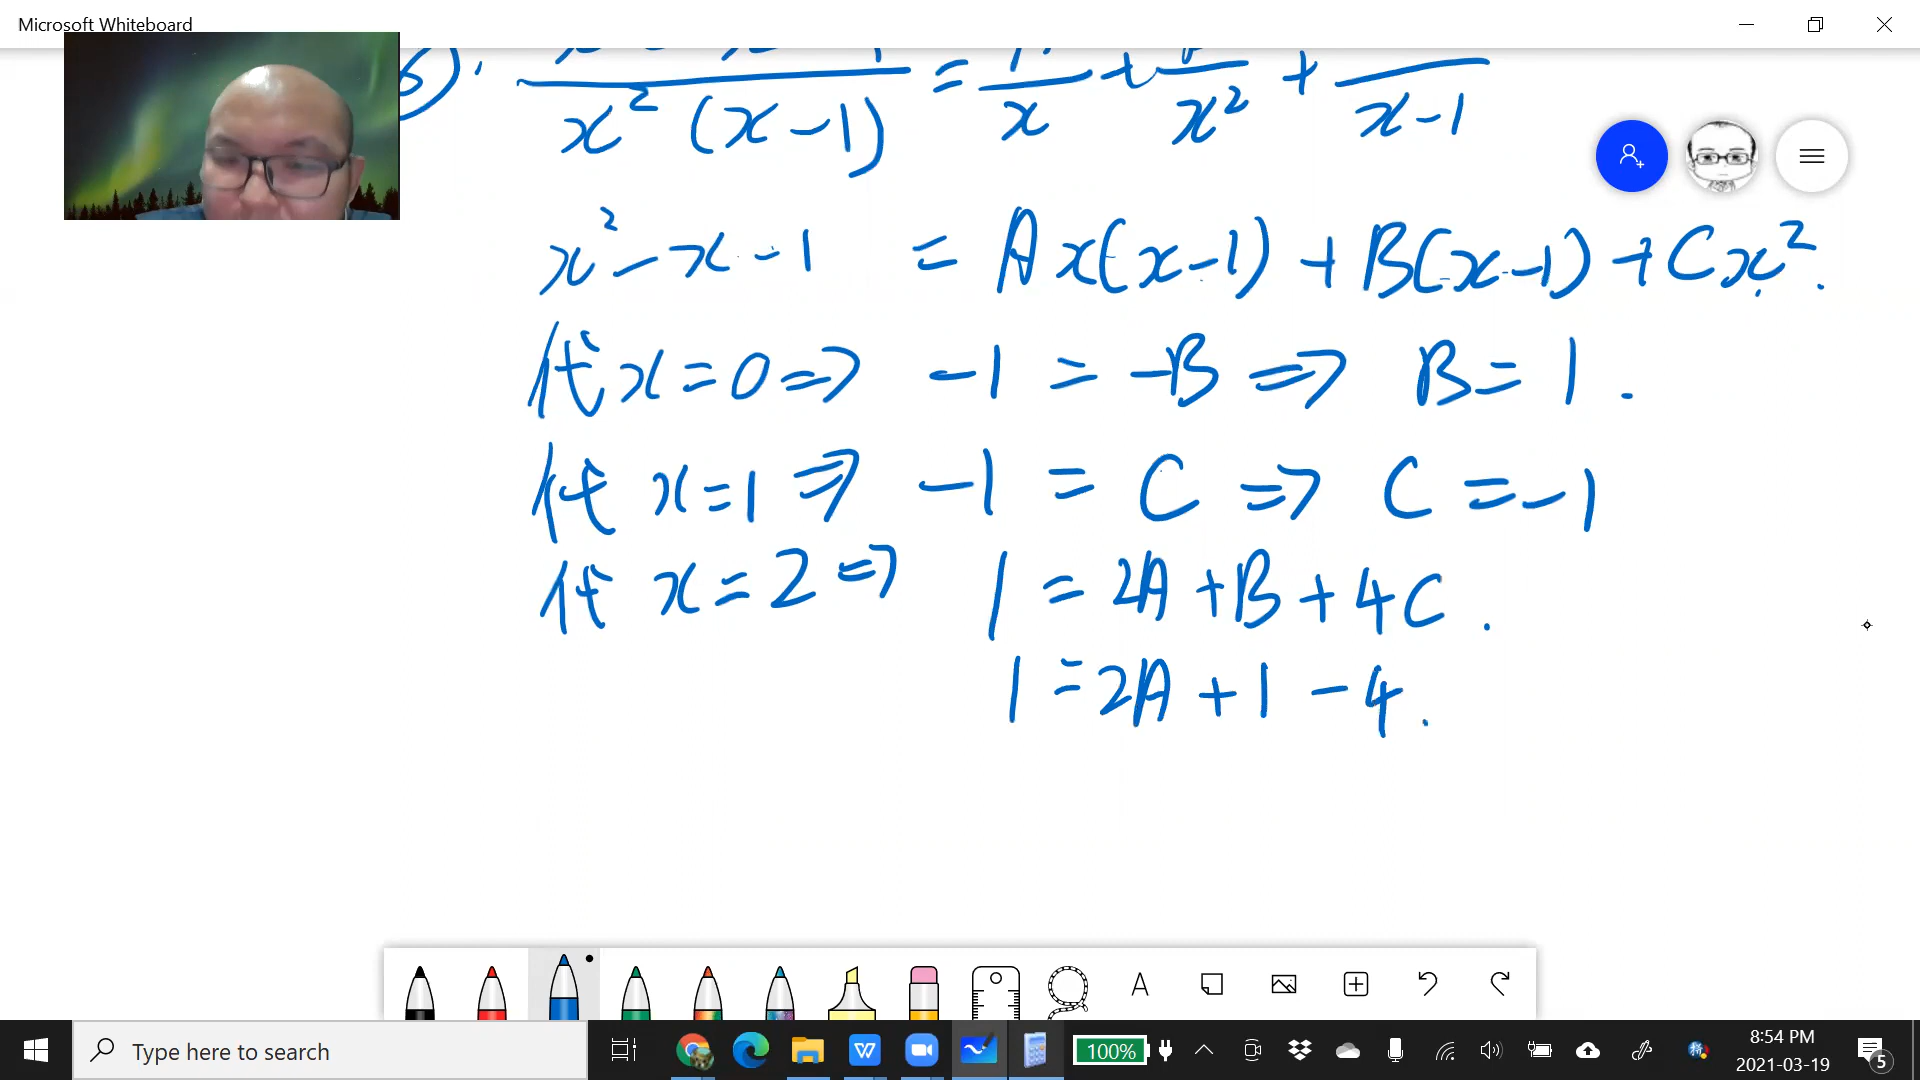 Microsoft Whiteboard
x² (x-1) = x + x² + x-1
x² - x - 1 = Ax(x-1) + B(x-1) + Cx².
代 x = 0 ⇒ -1 = -B ⇒ B = 1.
代 x = 1 ⇒ -1 = C ⇒ C = -1
代 x = 2 ⇒ 1 = 2A + B + 4C.
1 = 2A + 1 - 4.
Type here to search
100%
8:54 PM
2021-03-19
5